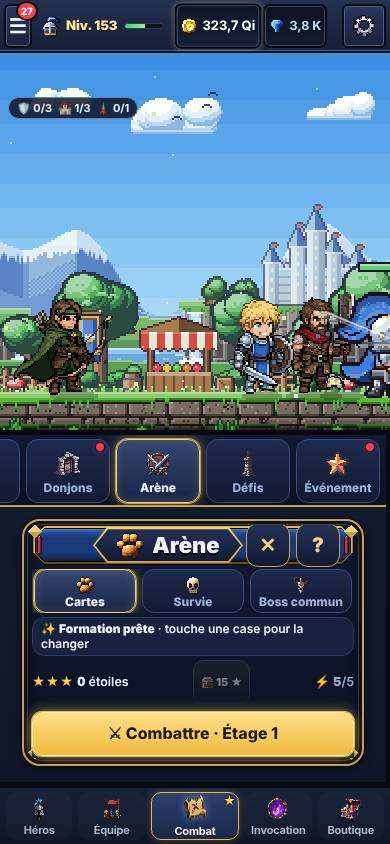 27
Niv. 153
323,7 Qi
3,8 K
0/3 1/3 0/1
Donjons
Arène
Défis
Événement
Arène
×
?
Cartes
Survie
Boss commun
✨ Formation prête · touche une case pour la
changer
★★★ 0 étoiles
15 ★
⚡ 5/5
⚔ Combattre · Étage 1
Héros
Équipe
Combat
Invocation
Boutique